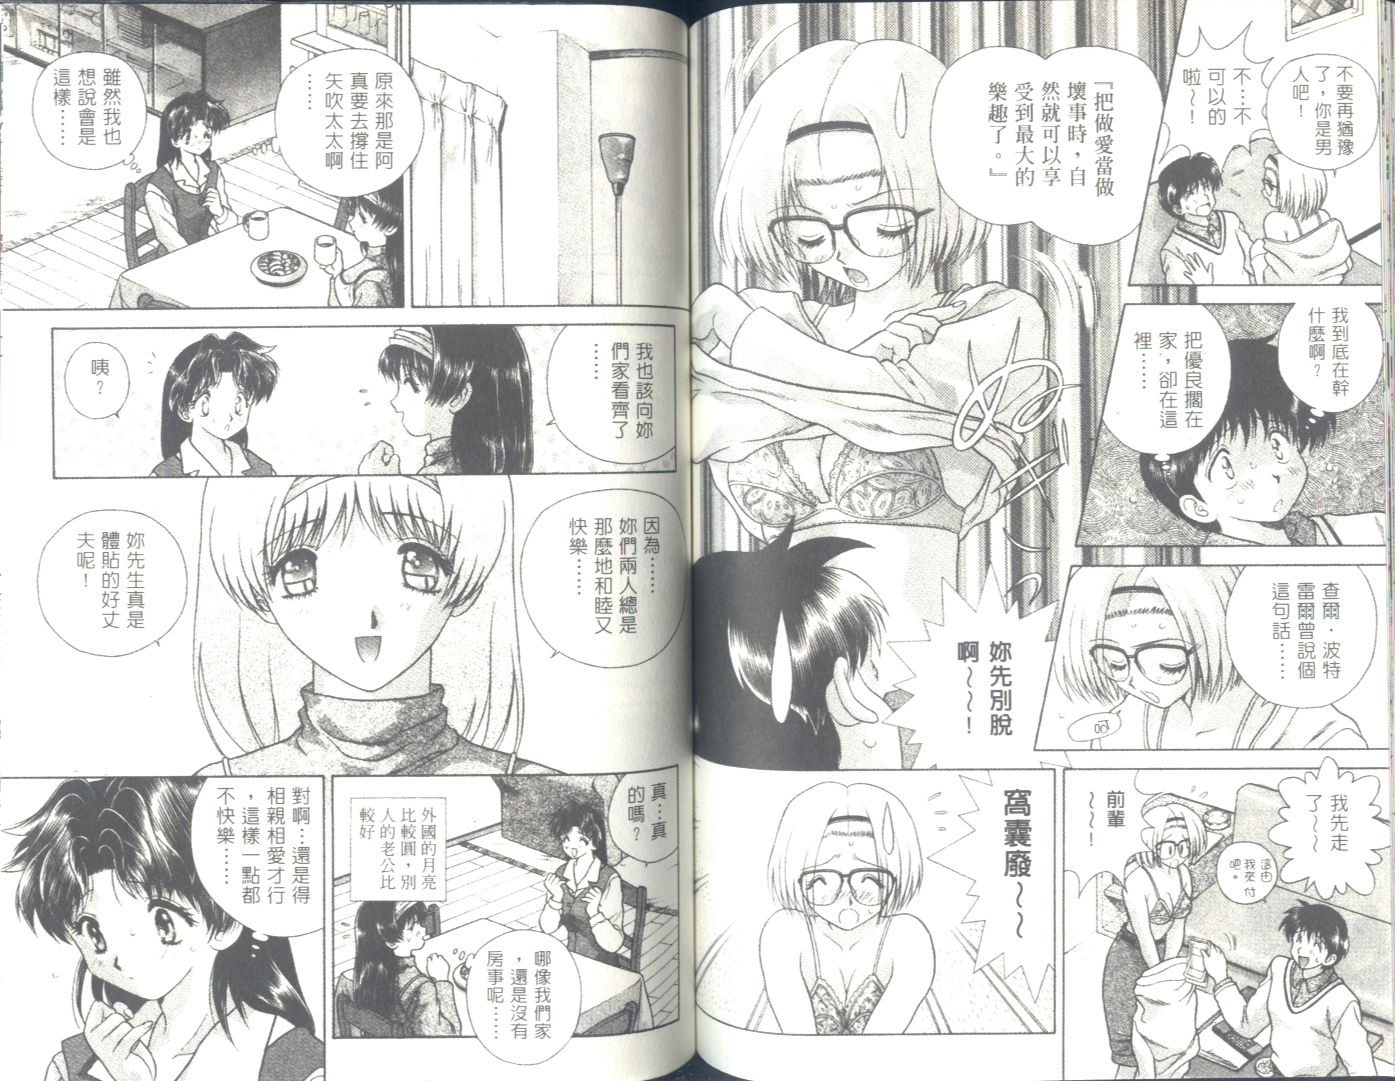 不要再猶豫
了，你是男
人吧！
不…不
可以的
啦～！
『把做愛當做
壞事時，自
然就可以享
受到最大的
樂趣了。』
我到底在幹
什麼啊？
把優良擱在
家，卻在這
裡……
查爾・波特
雷爾曾說個
這句話……
妳先別脫
啊～～！
我先走
了～～
這由
我來付
吧。
前輩
～～！
窩囊廢～～
原來那是阿
真要去撐住
矢吹太太啊
……
雖然我也
想說會是
這樣……
我也該向妳
們家看齊了
……
咦？
因為……
妳們兩人總是
那麼地和睦又
快樂……
妳先生真是
體貼的好丈
夫呢！
真…真
的嗎？
外國的月亮
比較圓，別
人的老公比
較好
哪像我們家
，還是沒有
房事呢……
對啊…還是得
相親相愛才行
，這樣一點都
不快樂……